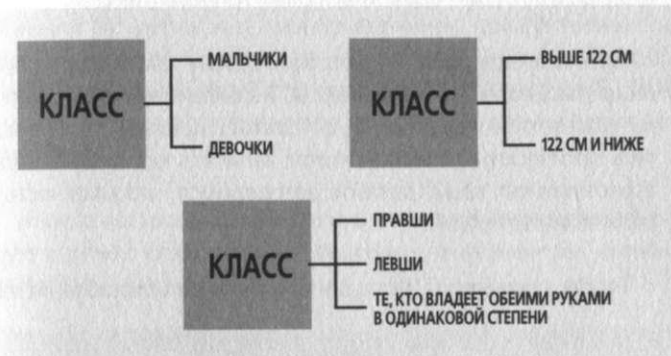 КЛАСС
МАЛЬЧИКИ
ДЕВОЧКИ
КЛАСС
ВЫШЕ 122 СМ
122 СМ И НИЖЕ
КЛАСС
ПРАВШИ
ЛЕВШИ
ТЕ, КТО ВЛАДЕЕТ ОБЕИМИ РУКАМИ
В ОДИНАКОВОЙ СТЕПЕНИ